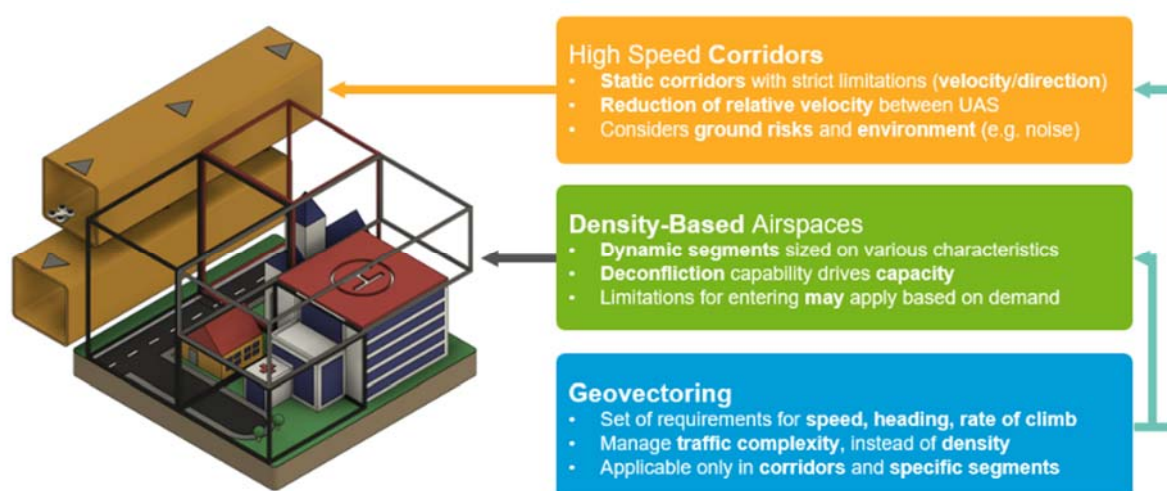 High Speed Corridors
• Static corridors with strict limitations (velocity/direction)
• Reduction of relative velocity between UAS
• Considers ground risks and environment (e.g. noise)
Density-Based Airspaces
• Dynamic segments sized on various characteristics
• Deconfliction capability drives capacity
• Limitations for entering may apply based on demand
Geovectoring
• Set of requirements for speed, heading, rate of climb
• Manage traffic complexity, instead of density
• Applicable only in corridors and specific segments
H